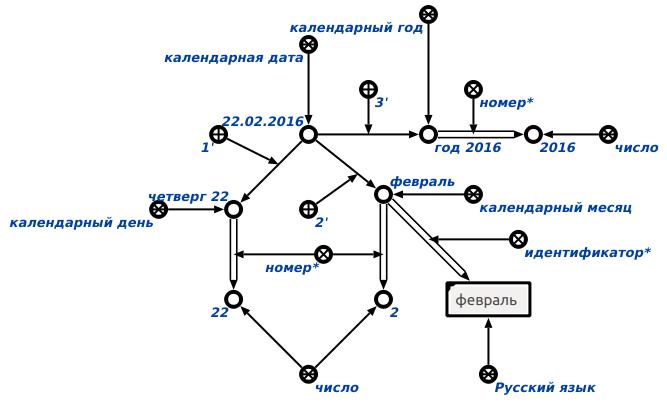 календарный год
календарная дата
3'
номер*
22.02.2016
1'
год 2016
2016
число
февраль
четверг 22
календарный месяц
календарный день
2'
идентификатор*
номер*
февраль
22
2
число
Русский язык